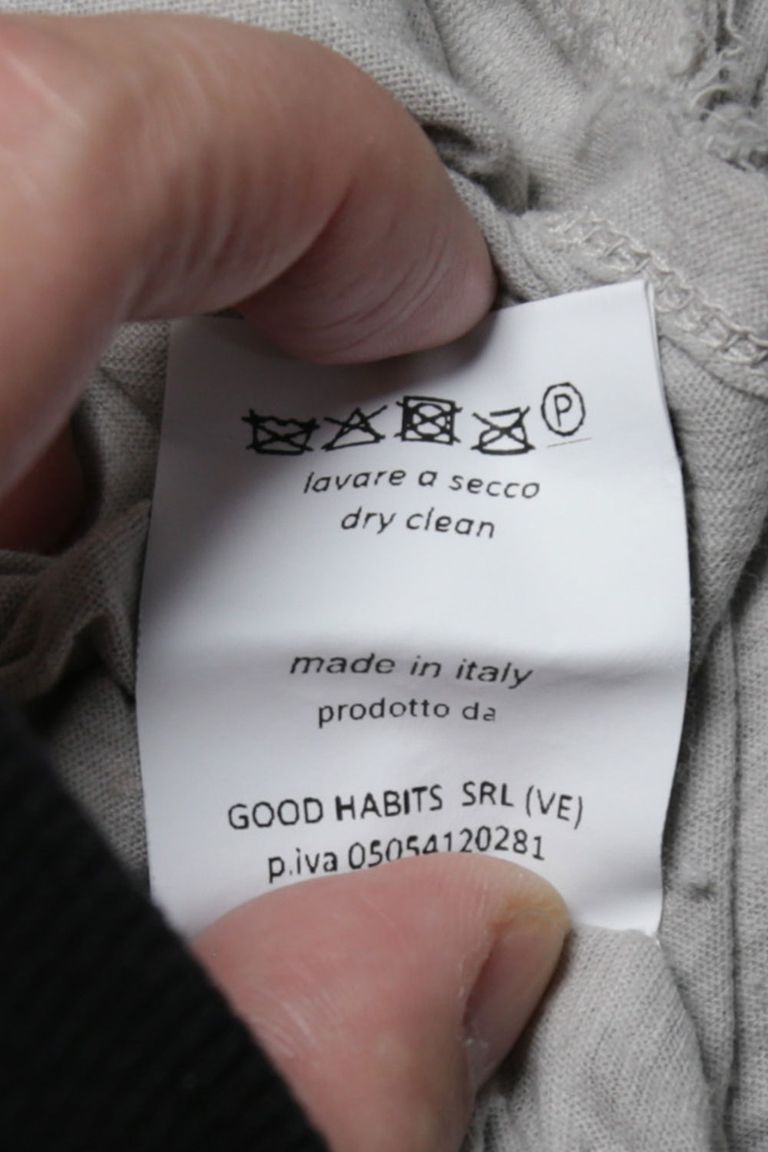 P
lavare a secco
dry clean
made in italy
prodotto da
GOOD HABITS SRL (VE)
p.iva 05054120281